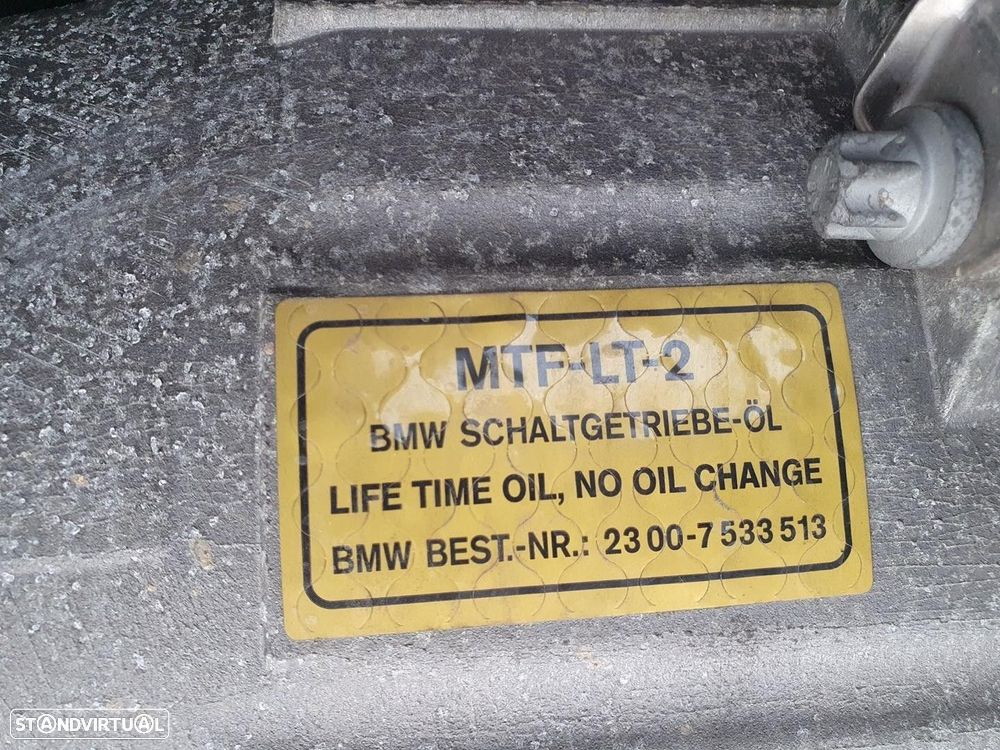 MTF-LT-2
BMW SCHALTGETRIEBE-ÖL
LIFE TIME OIL, NO OIL CHANGE
BMW BEST.-NR.: 23 00-7 533 513
STANDVIRTUAL